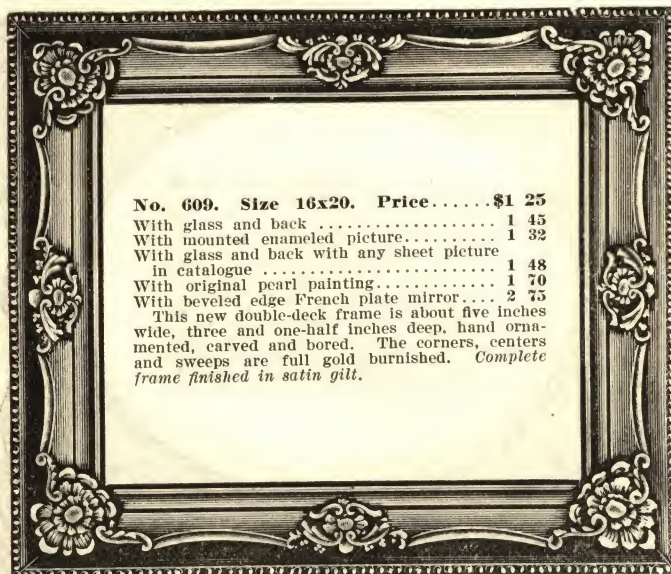 No. 609. Size 16x20. Price......$1 25
With glass and back .................... 1 45
With mounted enameled picture.......... 1 32
With glass and back with any sheet picture
in catalogue .......................... 1 48
With original pearl painting............ 1 70
With beveled edge French plate mirror.... 2 75
This new double-deck frame is about five inches
wide, three and one-half inches deep, hand orna-
mented, carved and bored. The corners, centers
and sweeps are full gold burnished. Complete
frame finished in satin gilt.